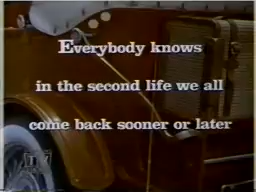 Everybody knows
in the second life we all
come back sooner or later